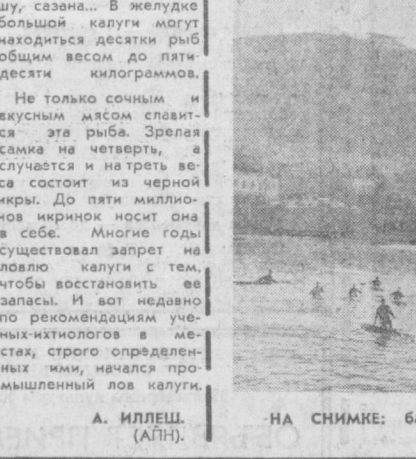 шу, сазана... В желудке
большой калуги могут
находиться десятки рыб
общим весом до пяти-
десяти килограммов.
Не только сочным и
вкусным мясом славит-
ся эта рыба. Зрелая
самка на четверть, а
случается и на треть ве-
са состоит из черной
икры. До пяти миллио-
нов икринок носит она
в себе. Многие годы
существовал запрет на
ловлю калуги с тем,
чтобы восстановить ее
запасы. И вот недавно
по рекомендациям уче-
ных-ихтиологов в ме-
стах, строго определен-
ных ими, начался про-
мышленный лов калуги.
А. ИЛЛЕШ.
(АПН).
НА СНИМКЕ: